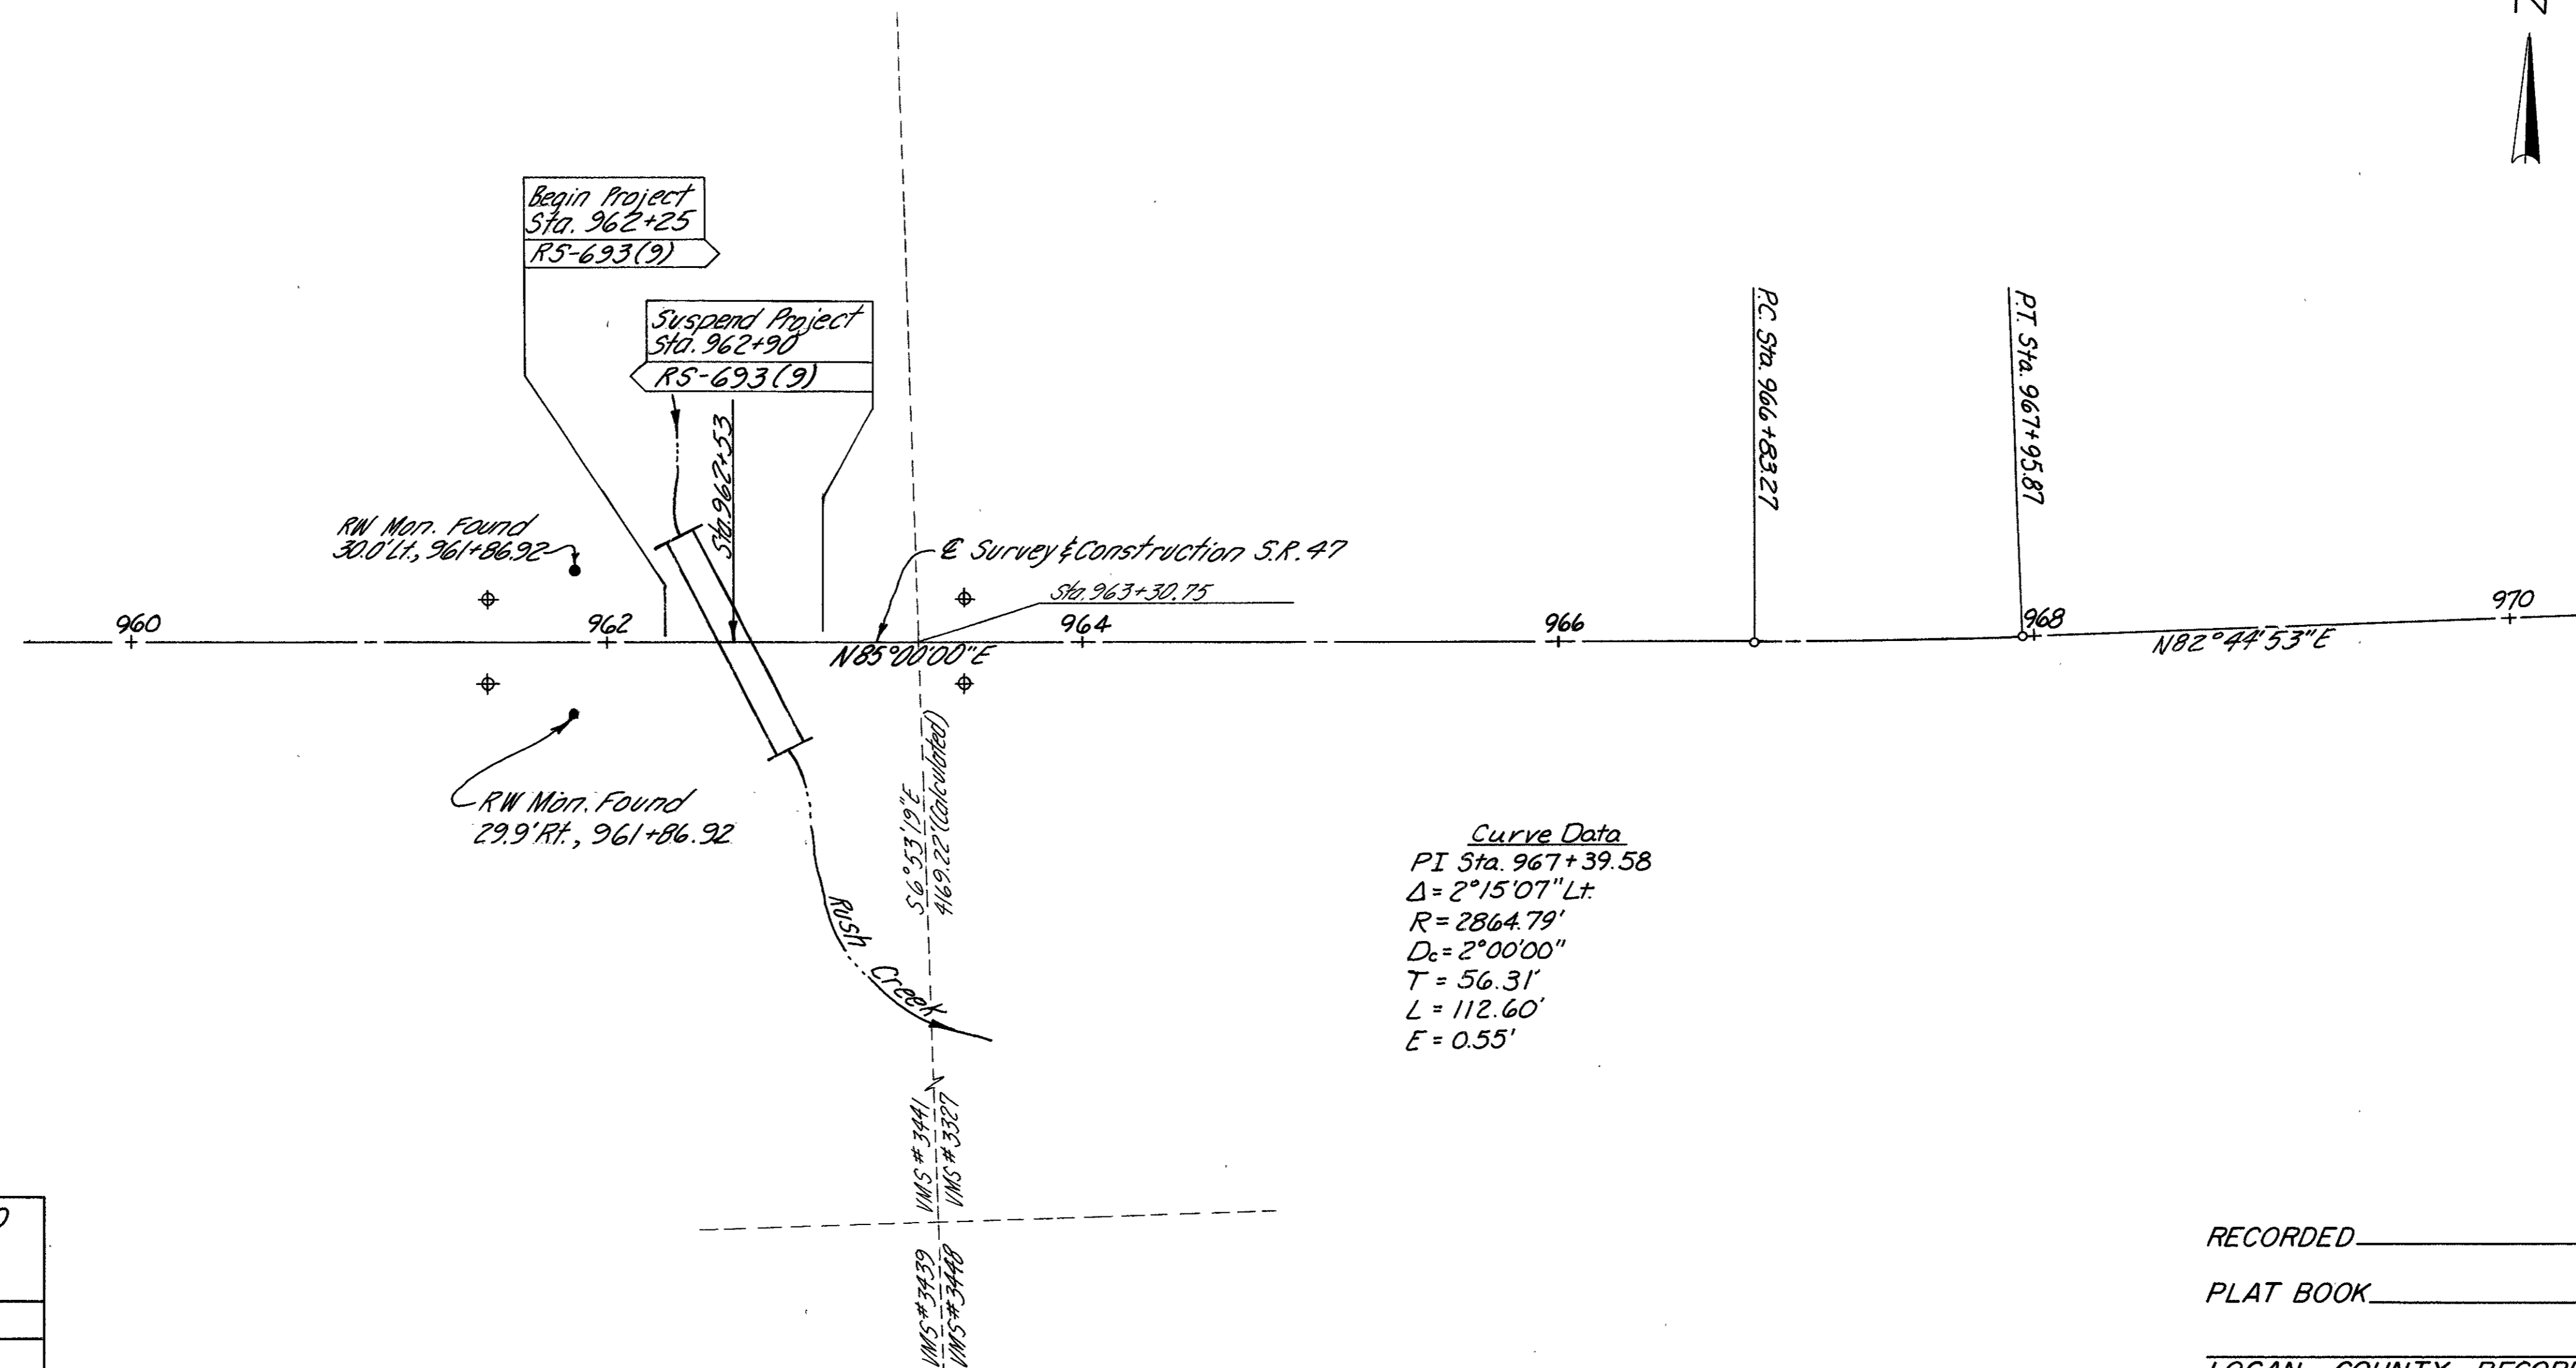 N
Begin Project
Sta. 962+25
RS-693(9)
Suspend Project
Sta. 962+90
RS-693(9)
Sta. 962+53
P.C. Sta. 966+83.27
P.T. Sta. 967+95.87
RW Mon. Found
30.0'Lt, 961+86.92
℄ Survey & Construction S.R. 47
Sta. 963+30.75
960
962
964
966
968
970
N85°00'00"E
N82°44'53"E
RW Mon. Found
29.9'Rt., 961+86.92
S6°53'19"E
4169.22'(Calculated)
Rush Creek
Curve Data
PI Sta. 967+39.58
Δ = 2°15'07" Lt.
R = 2864.79'
Dc = 2°00'00"
T = 56.31'
L = 112.60'
E = 0.55'
VMS # 3441
VMS # 3327
VMS # 3439
VMS # 3448
RECORDED
PLAT BOOK
LOGAN COUNTY